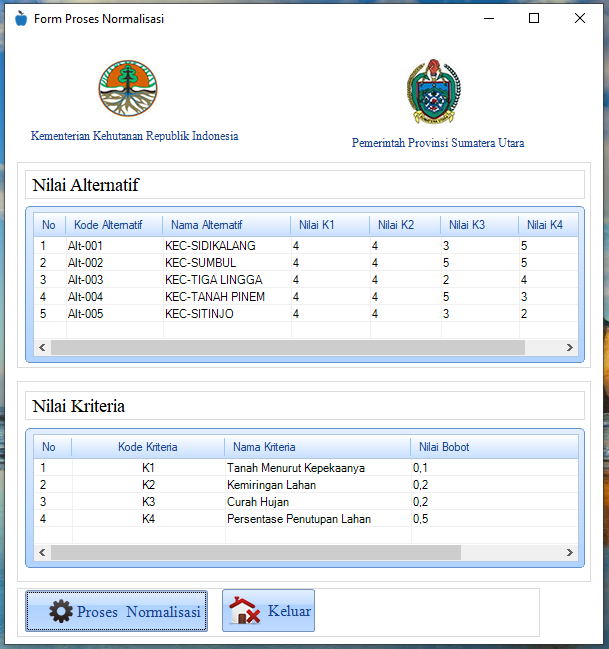 Form Proses Normalisasi
Kementerian Kehutanan Republik Indonesia
Pemerintah Provinsi Sumatera Utara
Nilai Alternatif
No Kode Alternatif Nama Alternatif Nilai K1 Nilai K2 Nilai K3 Nilai K4
1 Alt-001 KEC-SIDIKALANG 4 4 3 5
2 Alt-002 KEC-SUMBUL 4 4 5 5
3 Alt-003 KEC-TIGA LINGGA 4 4 2 4
4 Alt-004 KEC-TANAH PINEM 4 4 5 3
5 Alt-005 KEC-SITINJO 4 4 3 2
Nilai Kriteria
No Kode Kriteria Nama Kriteria Nilai Bobot
1 K1 Tanah Menurut Kepekaanya 0,1
2 K2 Kemiringan Lahan 0,2
3 K3 Curah Hujan 0,2
4 K4 Persentase Penutupan Lahan 0,5
Proses Normalisasi Keluar